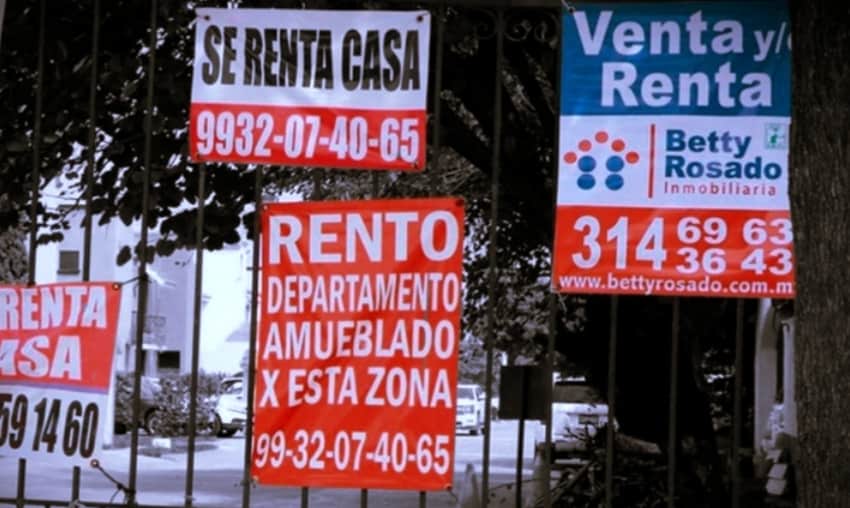 SE RENTA CASA
9932-07-40-65
Venta y/
Renta
Betty
Rosado
Inmobiliaria
314 69 63
36 43
www.bettyrosado.com.m
RENTO
DEPARTAMENTO
AMUEBLADO
X ESTA ZONA
99-32-07-40-65
RENTA
ASA
59 14 60